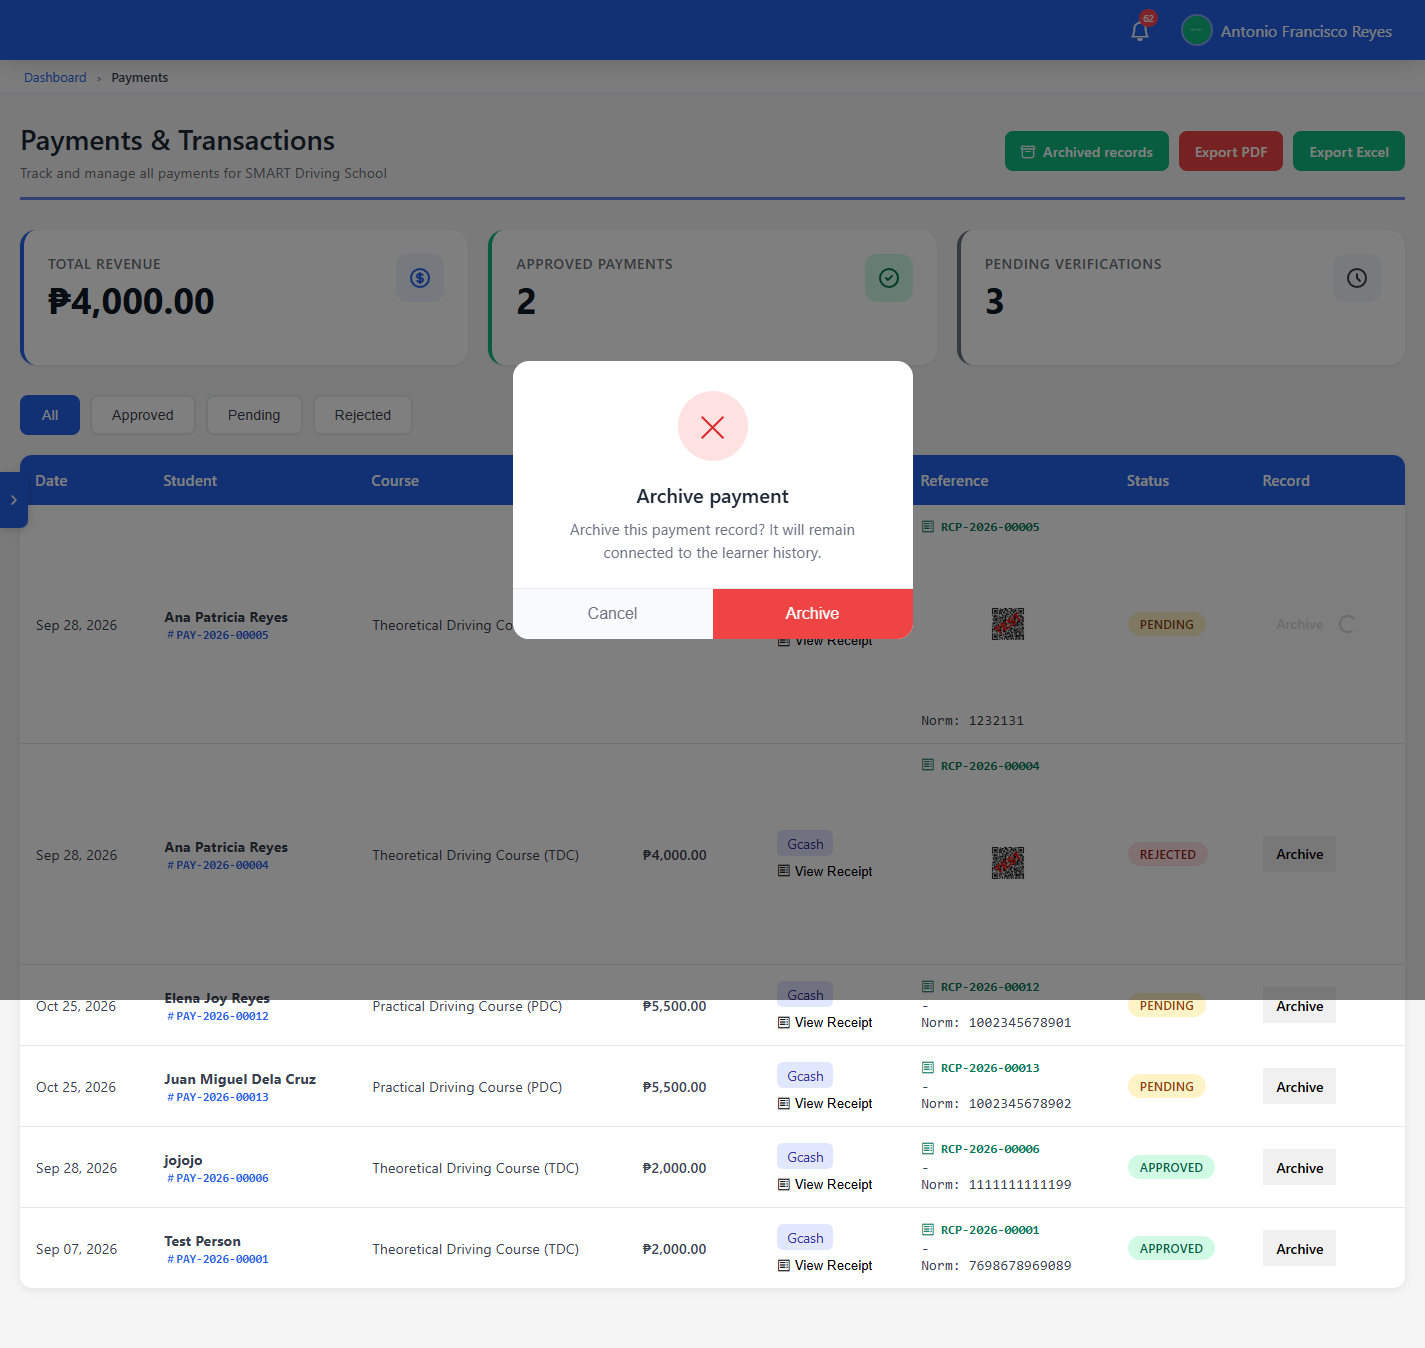 62
Antonio Francisco Reyes
Dashboard › Payments
Payments & Transactions
Track and manage all payments for SMART Driving School
Archived records
Export PDF
Export Excel
TOTAL REVENUE
₱4,000.00
APPROVED PAYMENTS
2
PENDING VERIFICATIONS
3
All
Approved
Pending
Rejected
Date Student Course Reference Status Record
RCP-2026-00005
Sep 28, 2026
Ana Patricia Reyes
#PAY-2026-00005
Theoretical Driving Co
View Receipt
Norm: 1232131
PENDING
Archive
Archive payment
Archive this payment record? It will remain
connected to the learner history.
Cancel
Archive
RCP-2026-00004
Sep 28, 2026
Ana Patricia Reyes
#PAY-2026-00004
Theoretical Driving Course (TDC)
₱4,000.00
Gcash
View Receipt
REJECTED
Archive
Oct 25, 2026
Elena Joy Reyes
#PAY-2026-00012
Practical Driving Course (PDC)
₱5,500.00
Gcash
View Receipt
RCP-2026-00012
-
Norm: 1002345678901
PENDING
Archive
Oct 25, 2026
Juan Miguel Dela Cruz
#PAY-2026-00013
Practical Driving Course (PDC)
₱5,500.00
Gcash
View Receipt
RCP-2026-00013
-
Norm: 1002345678902
PENDING
Archive
Sep 28, 2026
jojojo
#PAY-2026-00006
Theoretical Driving Course (TDC)
₱2,000.00
Gcash
View Receipt
RCP-2026-00006
-
Norm: 1111111111199
APPROVED
Archive
Sep 07, 2026
Test Person
#PAY-2026-00001
Theoretical Driving Course (TDC)
₱2,000.00
Gcash
View Receipt
RCP-2026-00001
-
Norm: 7698678969089
APPROVED
Archive